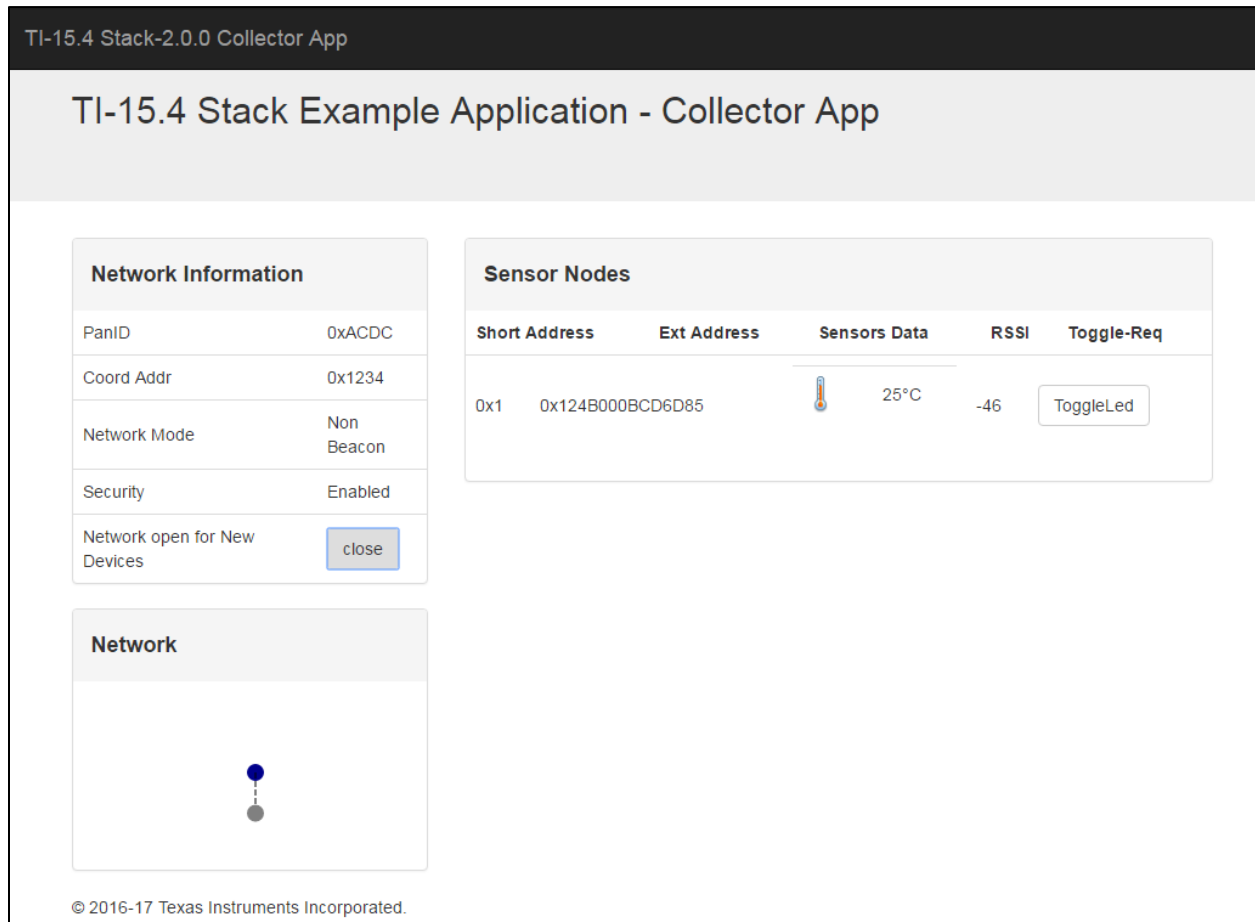 TI-15.4 Stack-2.0.0 Collector App
TI-15.4 Stack Example Application - Collector App
Network Information
PanID 0xACDC
Coord Addr 0x1234
Network Mode Non
Beacon
Security Enabled
Network open for New
Devices
close
Network
Sensor Nodes
Short Address Ext Address Sensors Data RSSI Toggle-Req
0x1 0x124B000BCD6D85 25°C -46 ToggleLed
© 2016-17 Texas Instruments Incorporated.